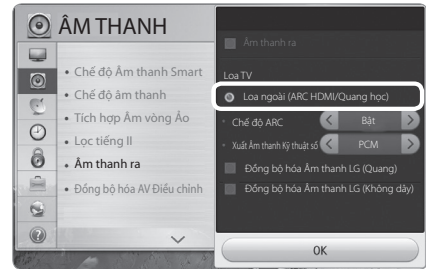 ÂM THANH
• Chế độ Âm thanh Smart
• Chế độ âm thanh
• Tích hợp Âm vòng Ảo
• Lọc tiếng II
• Âm thanh ra
• Đồng bộ hóa AV Điều chỉnh
Âm thanh ra
Loa TV
Loa ngoài (ARC HDMI/Quang học)
• Chế độ ARC < Bật >
• Xuất Âm thanh Kỹ thuật số < PCM >
Đồng bộ hóa Âm thanh LG (Quang)
Đồng bộ hóa Âm thanh LG (Không dây)
OK